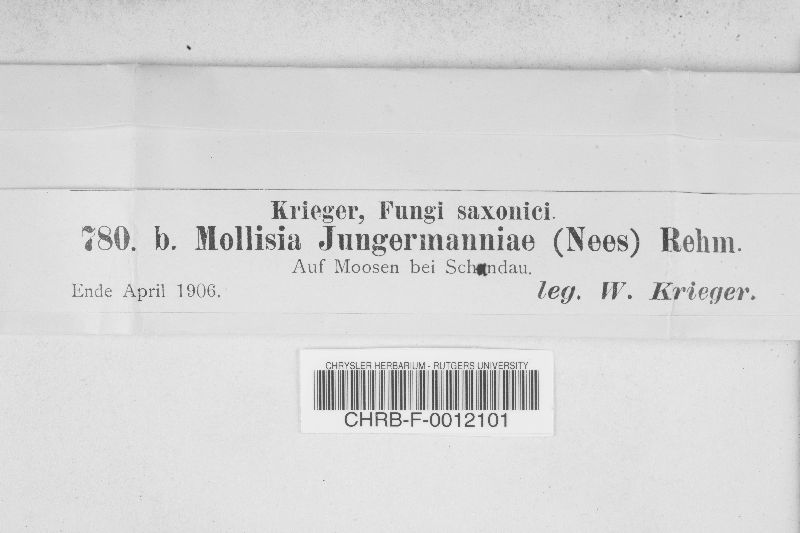 Krieger, Fungi saxonici.
780. b. Mollisia Jungermanniae (Nees) Rehm.
Auf Moosen bei Schandau.
Ende April 1906.
leg. W. Krieger.
CHRYSLER HERBARIUM - RUTGERS UNIVERSITY
CHRB-F-0012101